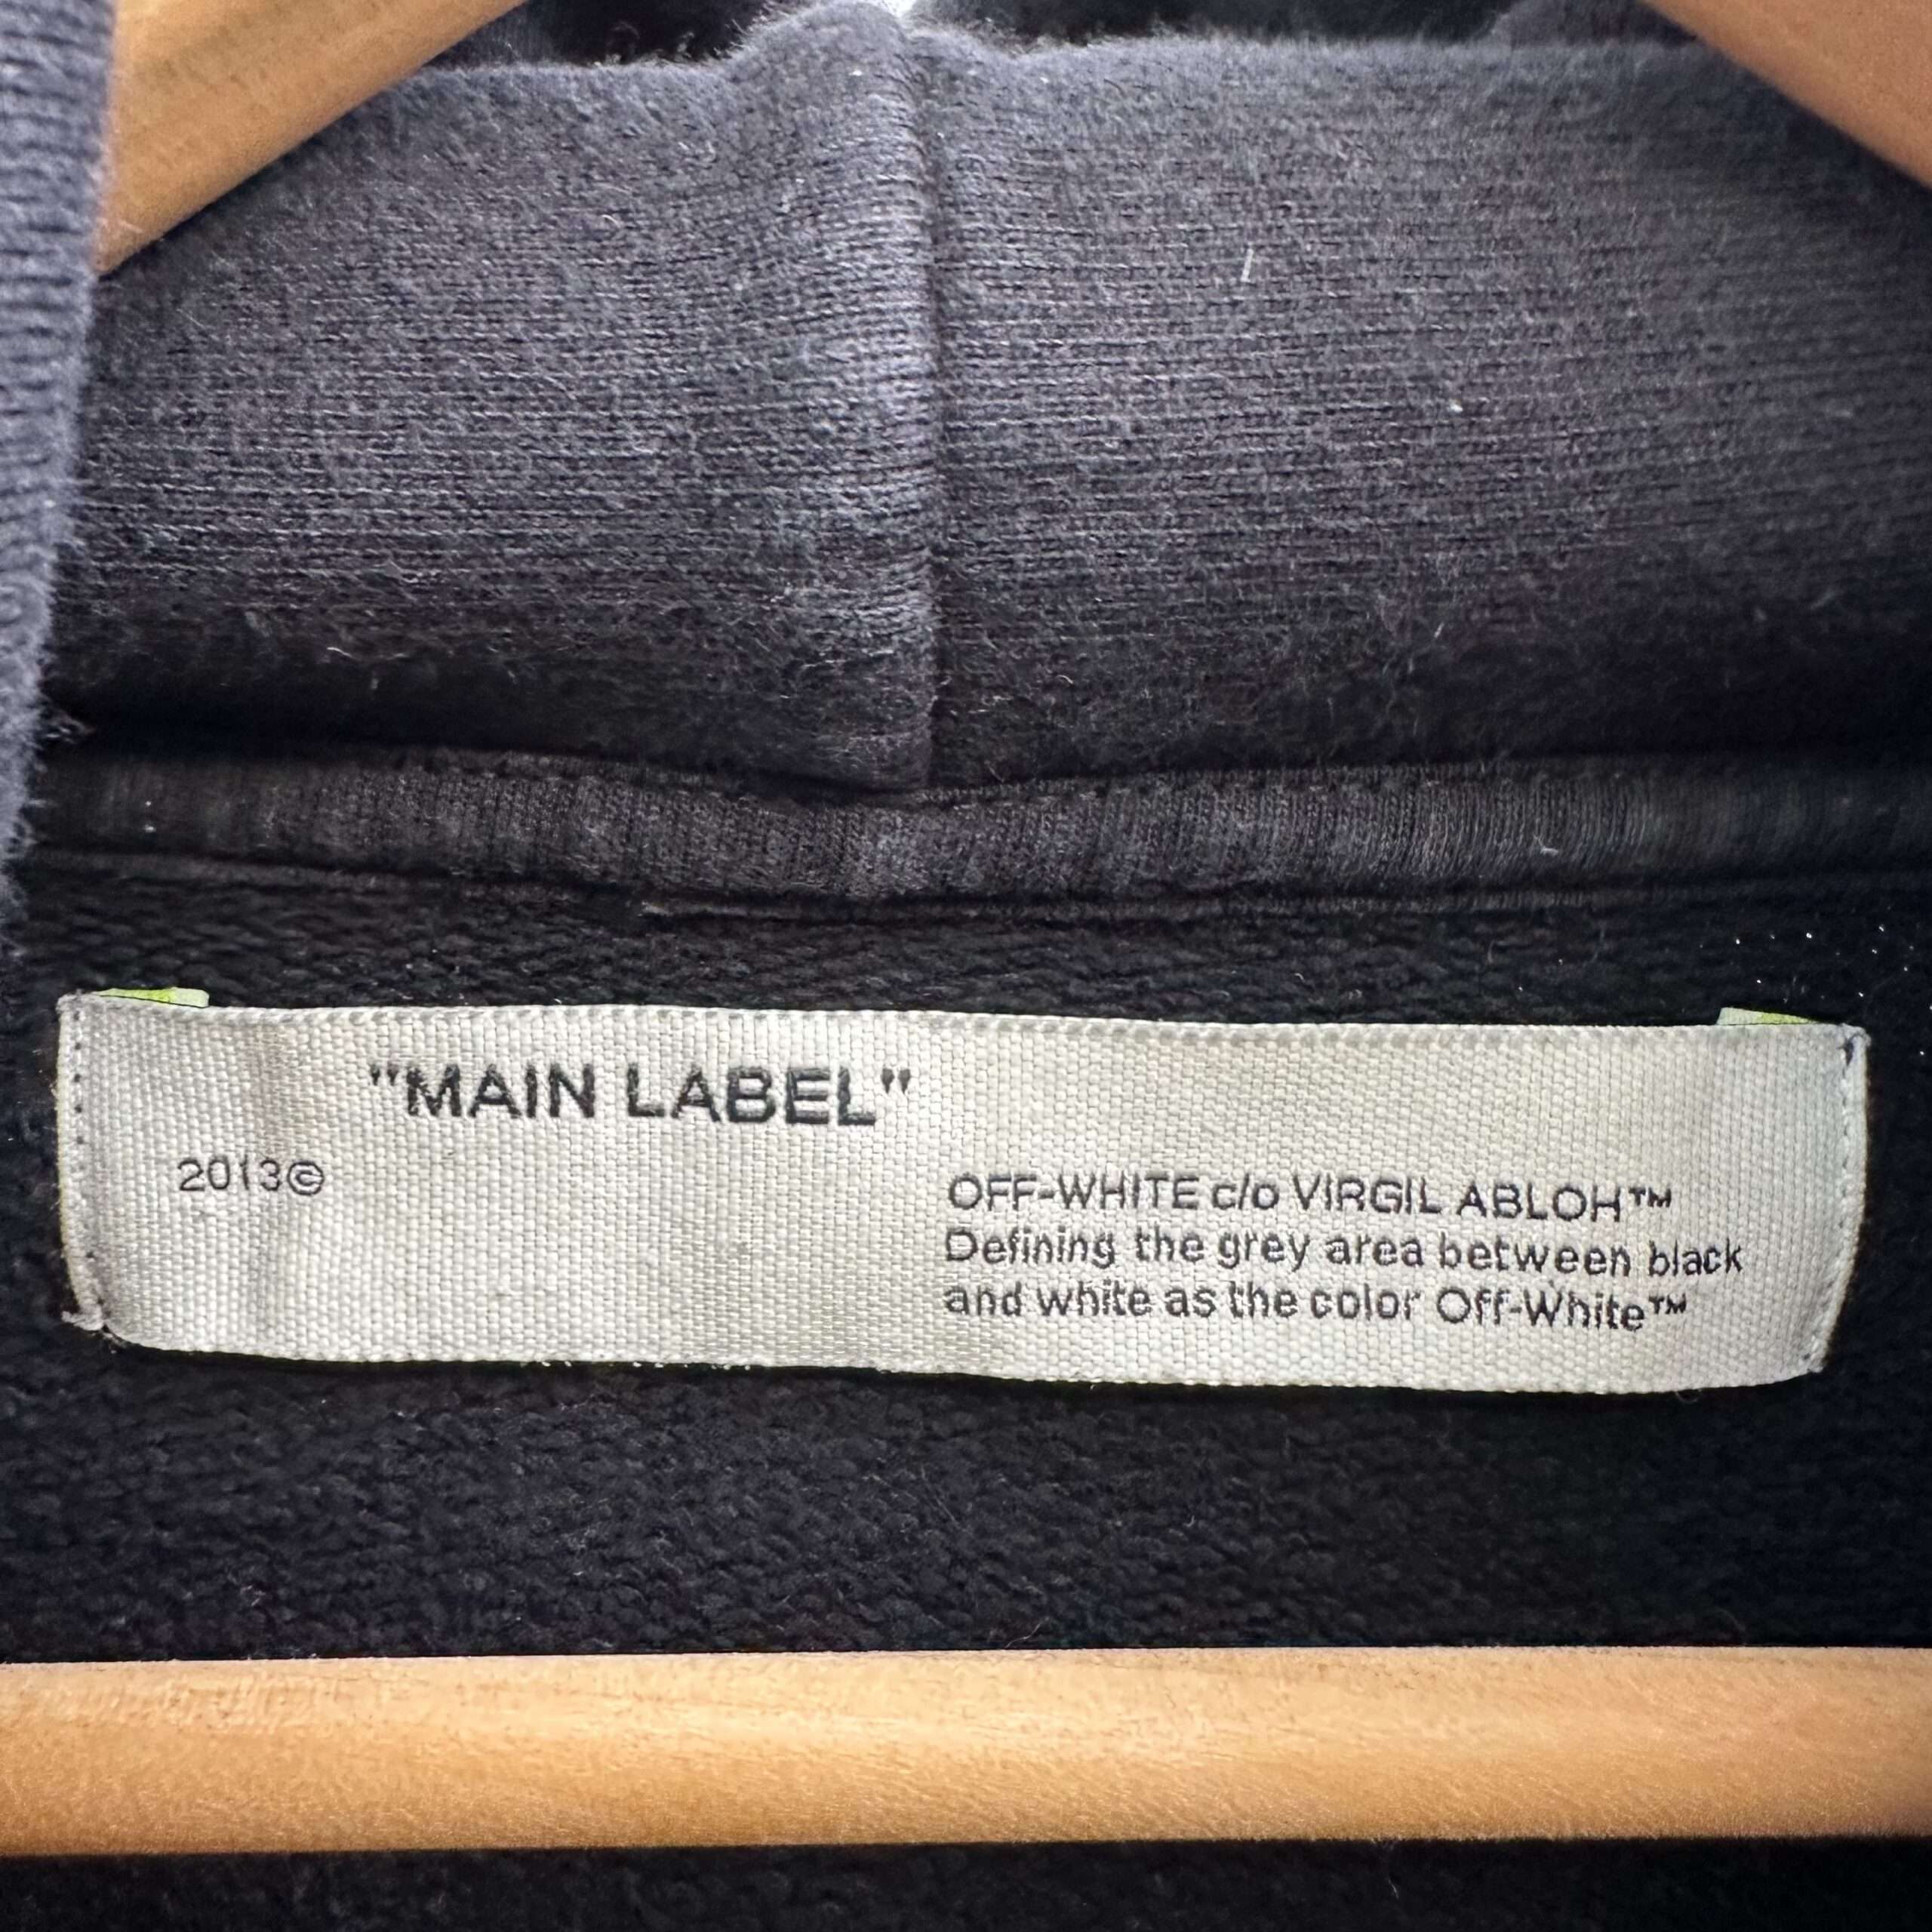 "MAIN LABEL"
2013©
OFF-WHITE c/o VIRGIL ABLOH™
Defining the grey area between black
and white as the color Off-White™